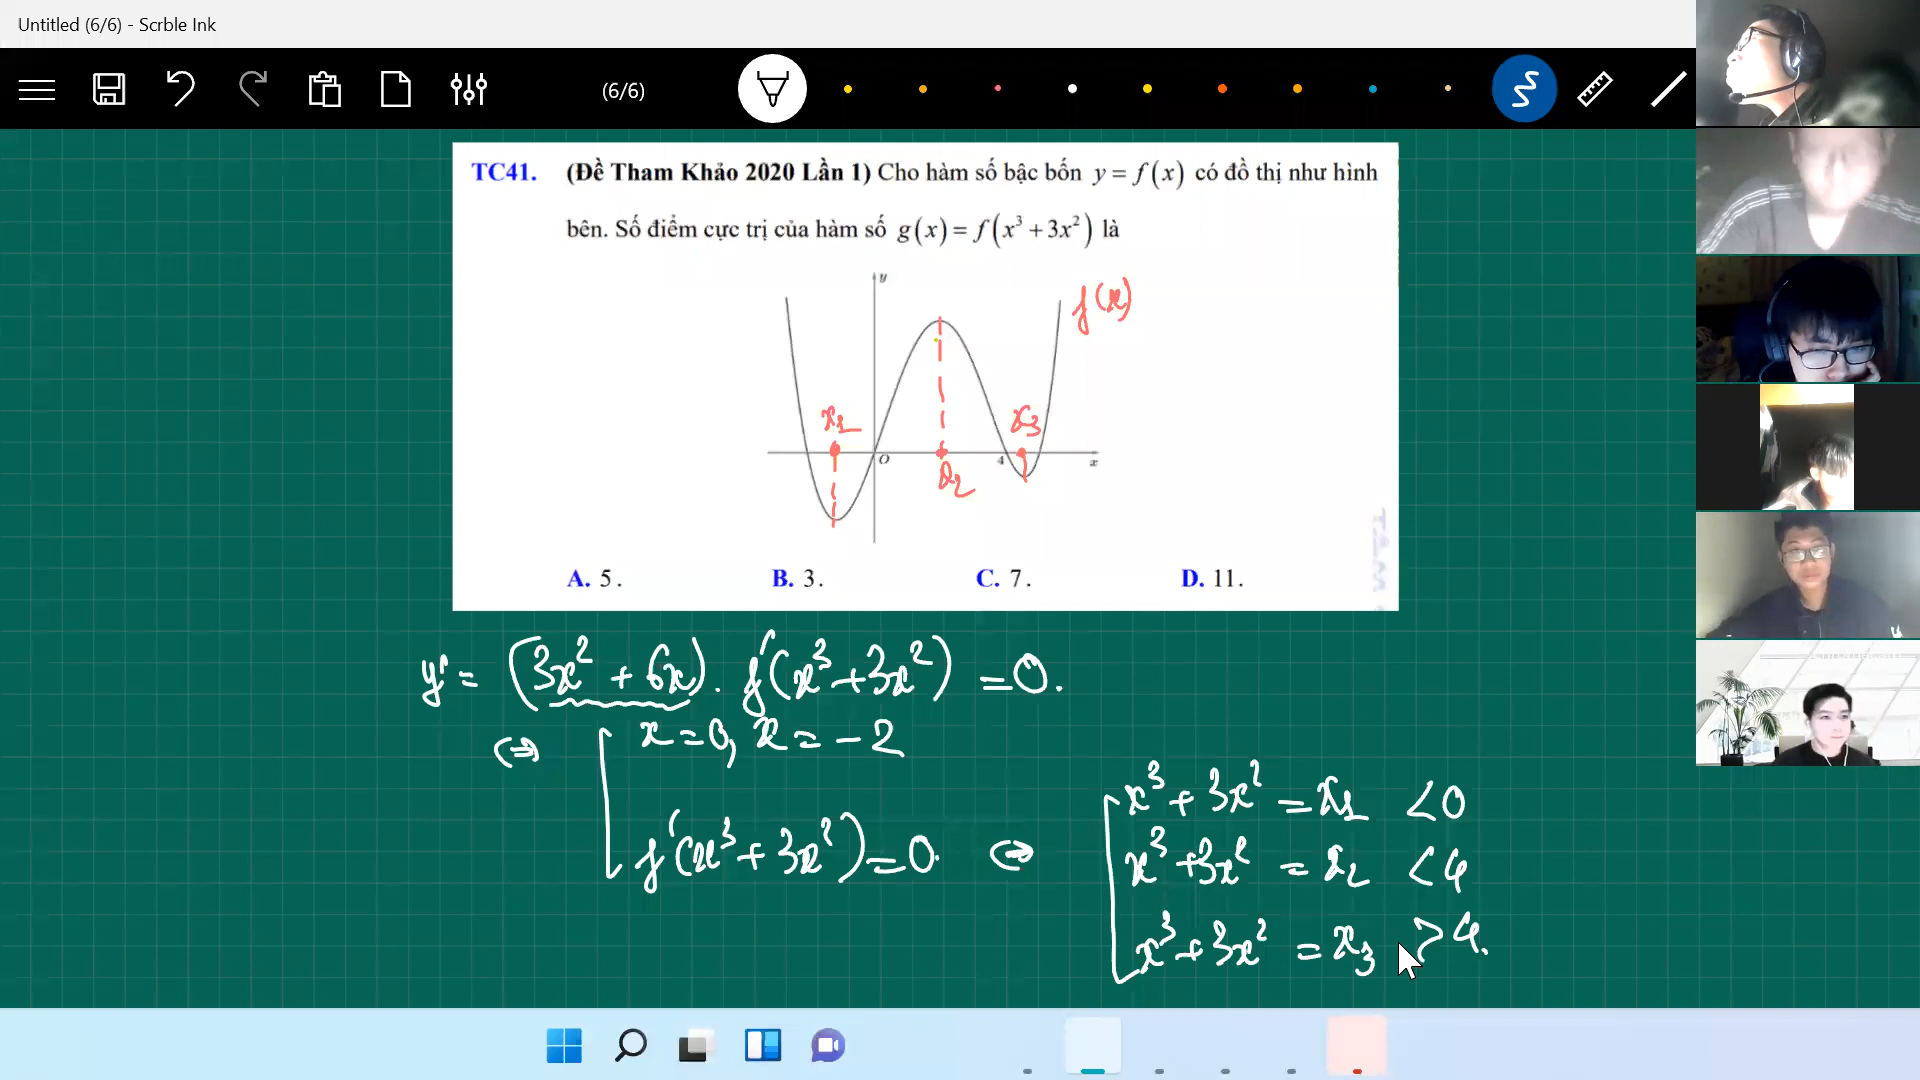 Untitled (6/6) - Scrble Ink
(6/6)
TC41. (Đề Tham Khảo 2020 Lần 1) Cho hàm số bậc bốn y = f(x) có đồ thị như hình
bên. Số điểm cực trị của hàm số g(x) = f(x³ + 3x²) là
y
f(x)
x₁
x₃
O
4
x
x₂
A. 5.
B. 3.
C. 7.
D. 11.
y' = (3x² + 6x). f'(x³+3x²) = 0.
⇔ [ x = 0, x = -2
f'(x³+3x²) = 0. ⇔ [ x³+3x² = x₁ < 0
x³+3x² = x₂ < 4
x³+3x² = x₃ > 4.